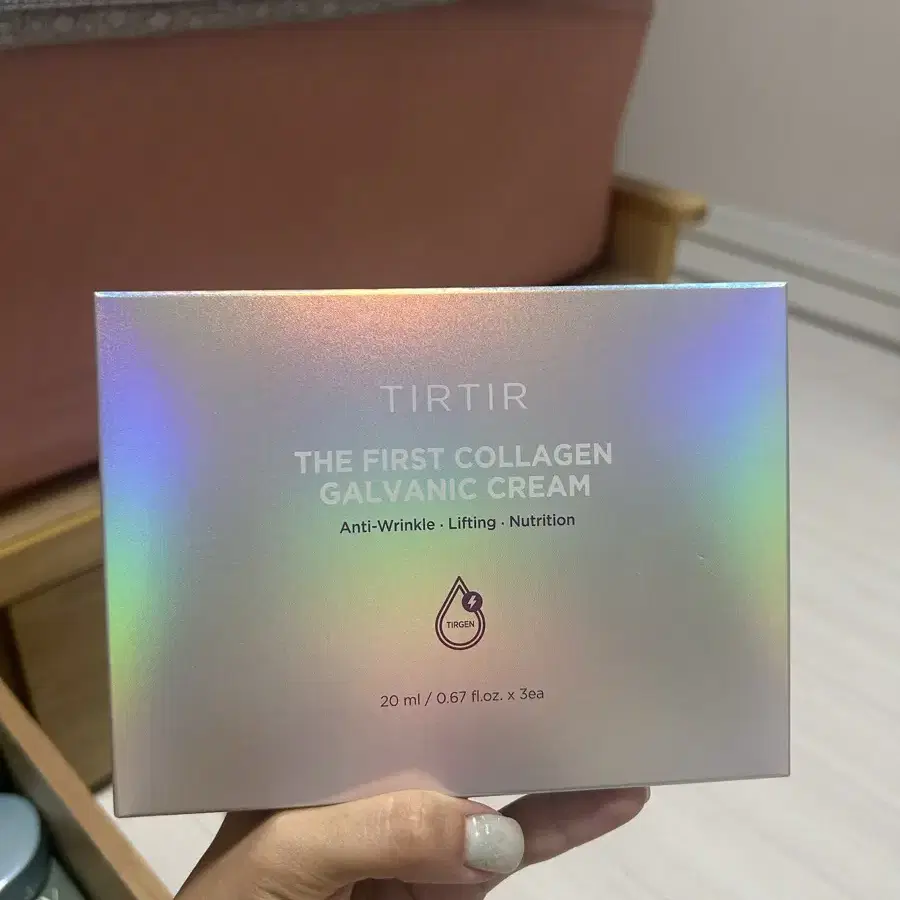 TIRTIR
THE FIRST COLLAGEN
GALVANIC CREAM
Anti-Wrinkle · Lifting · Nutrition
TIRGEN
20 ml / 0.67 fl.oz. x 3ea